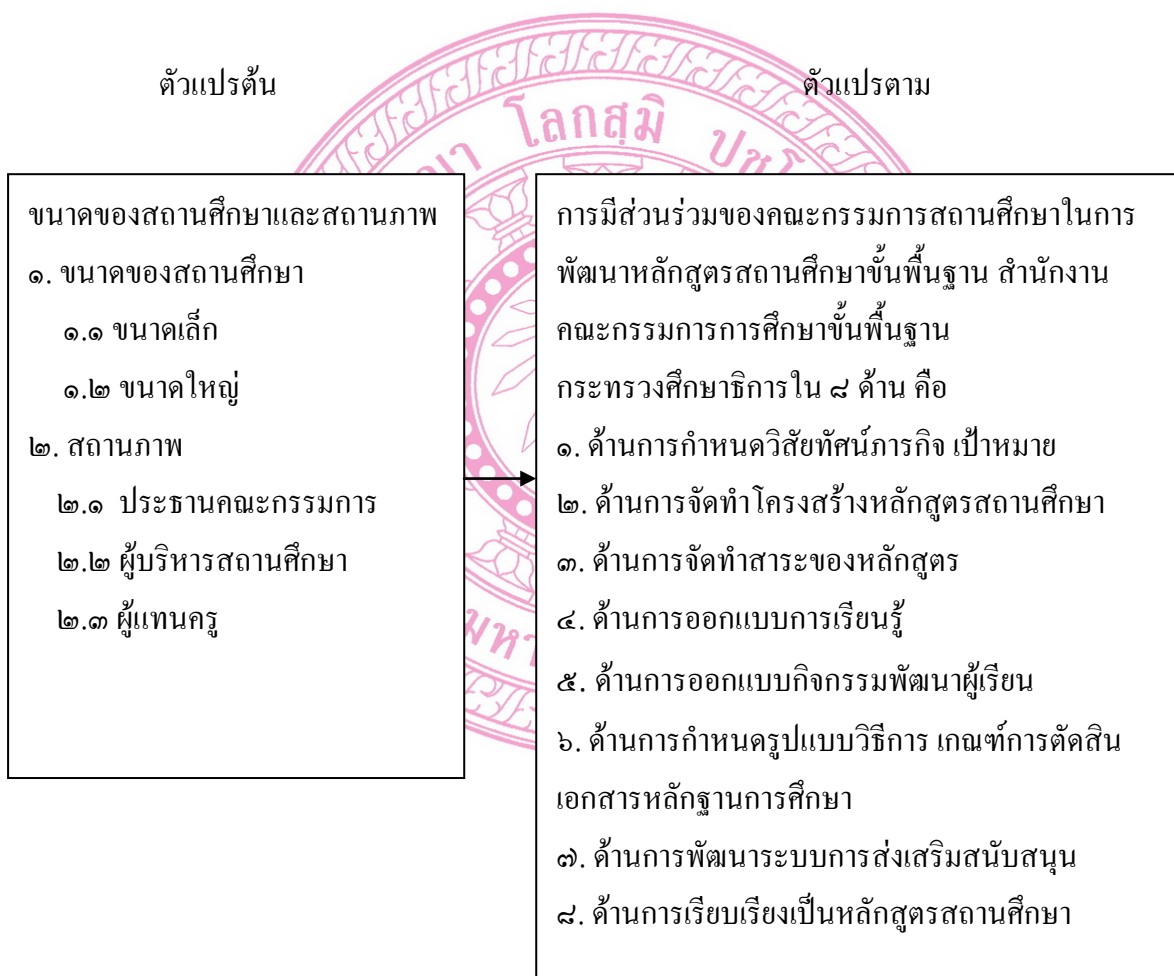 ตัวแปรต้น
ตัวแปรตาม
โลกสฺมิ
ขนาดของสถานศึกษาและสถานภาพ
๑. ขนาดของสถานศึกษา
๑.๑ ขนาดเล็ก
๑.๒ ขนาดใหญ่
๒. สถานภาพ
๒.๑ ประธานคณะกรรมการ
๒.๒ ผู้บริหารสถานศึกษา
๒.๓ ผู้แทนครู
การมีส่วนร่วมของคณะกรรมการสถานศึกษาในการ
พัฒนาหลักสูตรสถานศึกษาขั้นพื้นฐาน สำนักงาน
คณะกรรมการการศึกษาขั้นพื้นฐาน
กระทรวงศึกษาธิการใน ๘ ด้าน คือ
๑. ด้านการกำหนดวิสัยทัศน์ภารกิจ เป้าหมาย
๒. ด้านการจัดทำโครงสร้างหลักสูตรสถานศึกษา
๓. ด้านการจัดทำสาระของหลักสูตร
๔. ด้านการออกแบบการเรียนรู้
๕. ด้านการออกแบบกิจกรรมพัฒนาผู้เรียน
๖. ด้านการกำหนดรูปแบบวิธีการ เกณฑ์การตัดสิน
เอกสารหลักฐานการศึกษา
๗. ด้านการพัฒนาระบบการส่งเสริมสนับสนุน
๘. ด้านการเรียบเรียงเป็นหลักสูตรสถานศึกษา